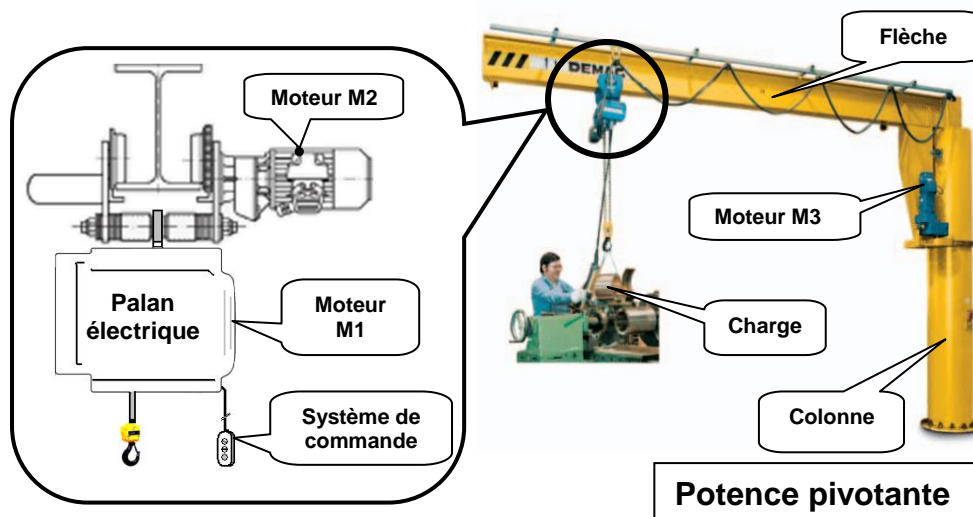 Moteur M2
Palan
électrique
Moteur
M1
Système de
commande
DEMAG
Flèche
Moteur M3
Charge
Colonne
Potence pivotante